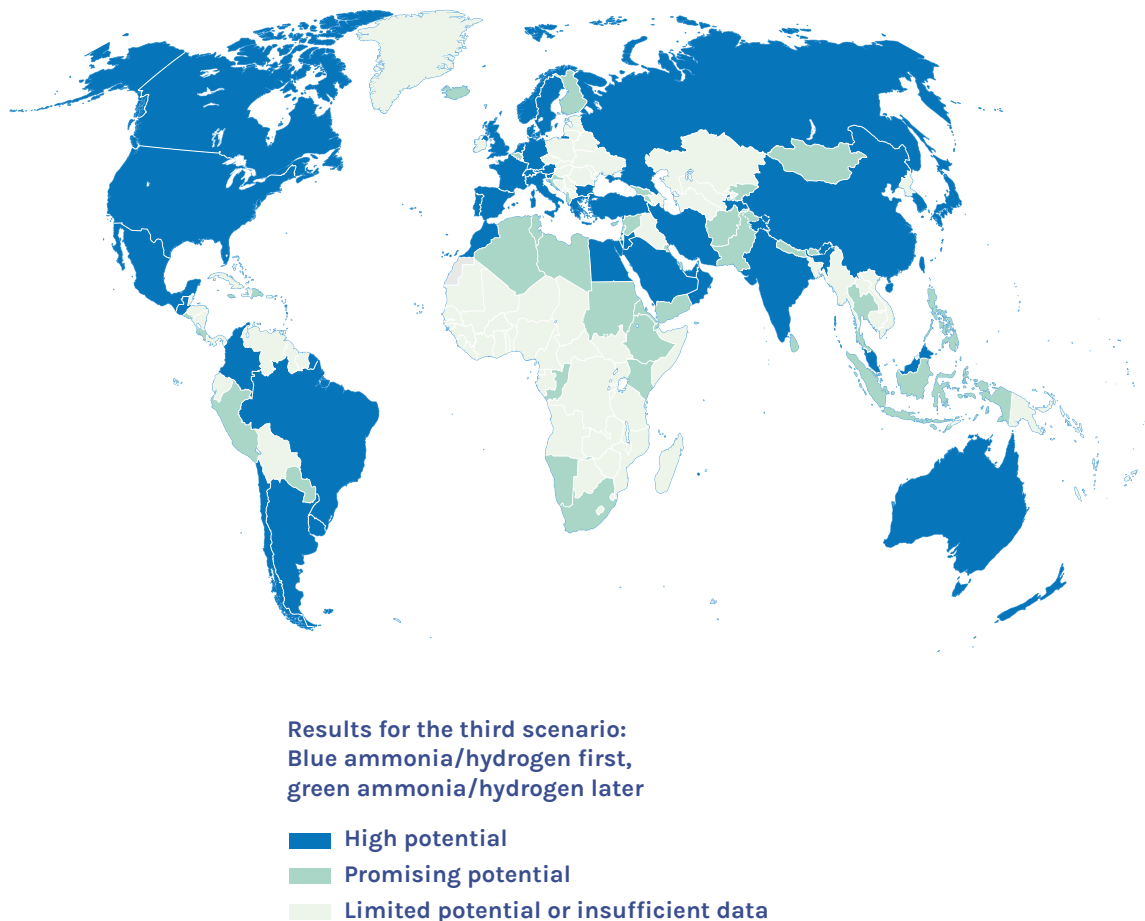 Results for the third scenario:
Blue ammonia/hydrogen first,
green ammonia/hydrogen later
High potential
Promising potential
Limited potential or insufficient data